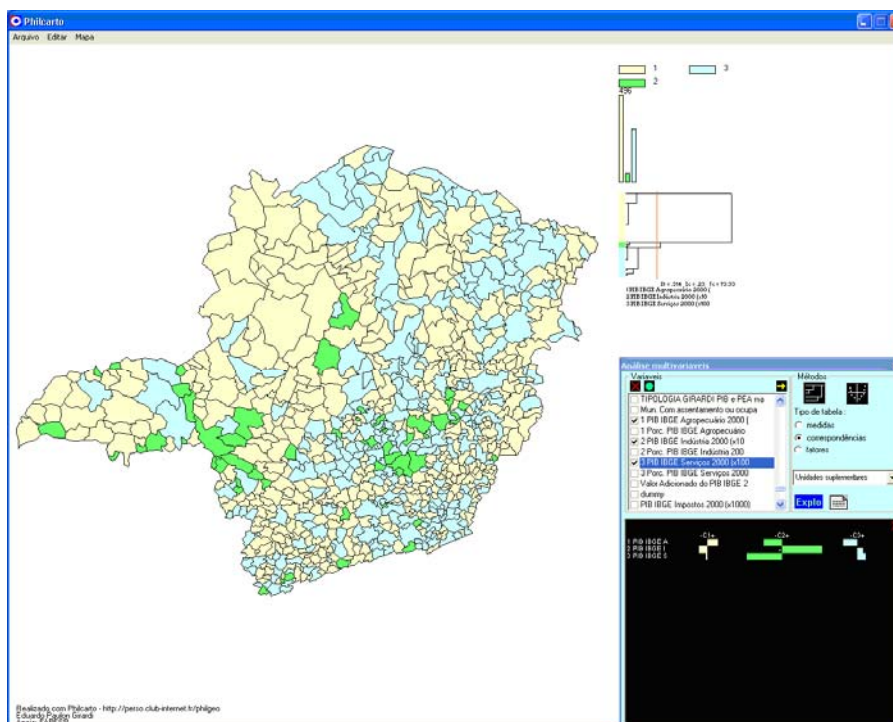 Philcarto
Arquivo Editar Mapa
1 3
2
496
1 PIB IBGE Agropecuário 2000 (
2 PIB IBGE Indústria 2000 (x10
3 PIB IBGE Serviços 2000 (x100
Análise multivariaveis
Variaveis
Métodos
TIPOLOGIA GIRARDI PIB e PEA ma
Mun. Com assentamento ou ocupa
1 PIB IBGE Agropecuário 2000 (
1 Porc. PIB IBGE Agropecuário
2 PIB IBGE Indústria 2000 (x10
2 Porc. PIB IBGE Indústria 200
3 PIB IBGE Serviços 2000 (x100
3 Porc. PIB IBGE Serviços 2000
Valor Adicionado do PIB IBGE 2
dummy
PIB IBGE Impostos 2000 (x1000)
Tipo de tabela :
medidas
correspondências
fatores
Unidades suplementares
Explo
-C1+ -C2+ -C3+
1 PIB IBGE A
2 PIB IBGE I
3 PIB IBGE S
Realizado com Philcarto - http://perso.club-internet.fr/philgeo
Eduardo Paulon Girardi